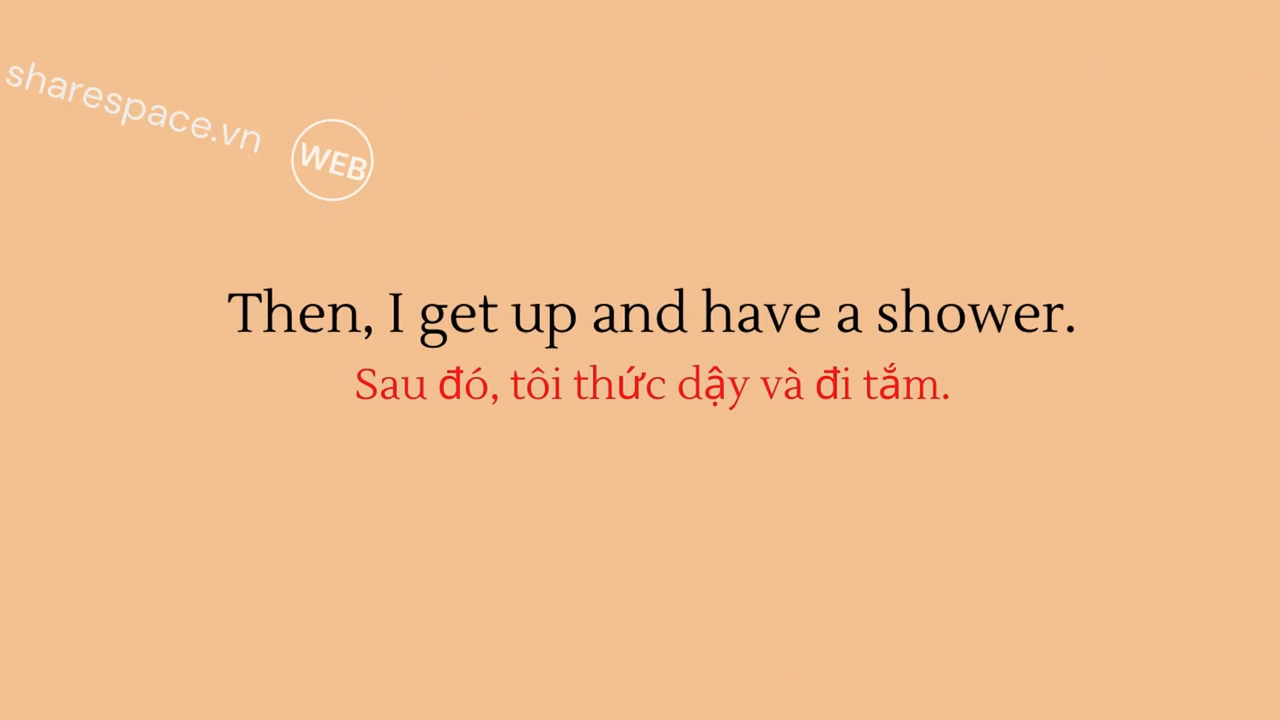 sharespace.vn
WEB
Then, I get up and have a shower.
Sau đó, tôi thức dậy và đi tắm.